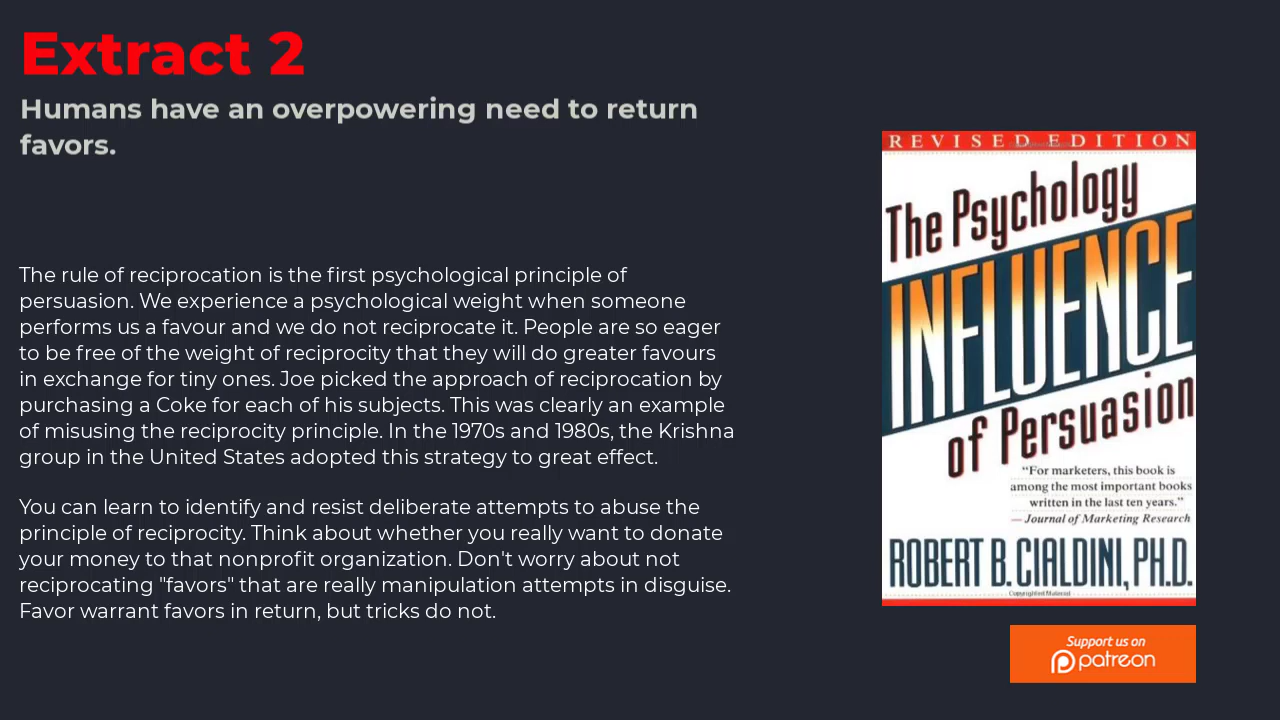 Extract 2
Humans have an overpowering need to return
favors.
The rule of reciprocation is the first psychological principle of
persuasion. We experience a psychological weight when someone
performs us a favour and we do not reciprocate it. People are so eager
to be free of the weight of reciprocity that they will do greater favours
in exchange for tiny ones. Joe picked the approach of reciprocation by
purchasing a Coke for each of his subjects. This was clearly an example
of misusing the reciprocity principle. In the 1970s and 1980s, the Krishna
group in the United States adopted this strategy to great effect.
You can learn to identify and resist deliberate attempts to abuse the
principle of reciprocity. Think about whether you really want to donate
your money to that nonprofit organization. Don't worry about not
reciprocating "favors" that are really manipulation attempts in disguise.
Favor warrant favors in return, but tricks do not.
REVISED EDITION
The Psychology
INFLUENCE
of Persuasion
“For marketers, this book is
among the most important books
written in the last ten years.”
— Journal of Marketing Research
ROBERT B. CIALDINI, PH.D.
Copyrighted Material
Support us on
patreon